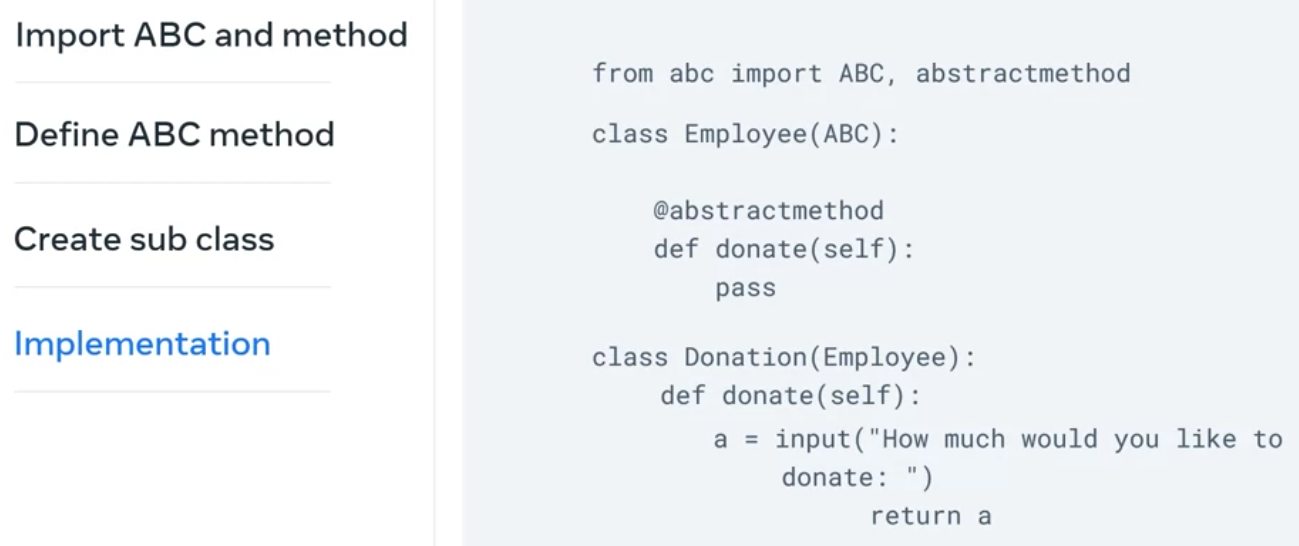 Import ABC and method
Define ABC method
Create sub class
Implementation
from abc import ABC, abstractmethod
class Employee(ABC):
@abstractmethod
def donate(self):
pass
class Donation(Employee):
def donate(self):
a = input("How much would you like to
donate: ")
return a